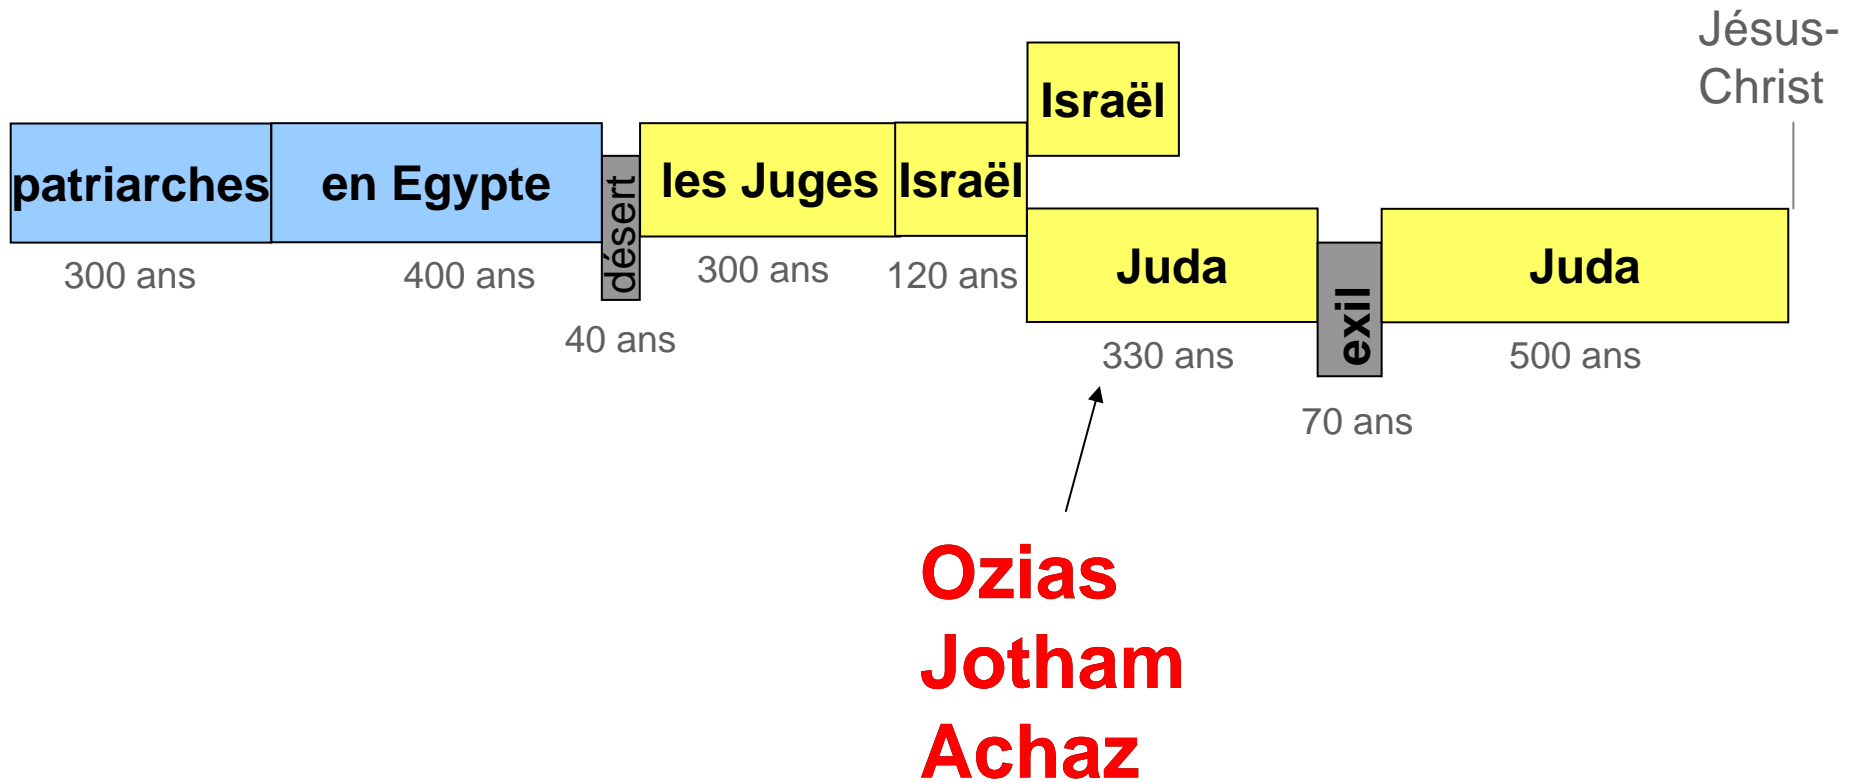 Jésus-
Christ
Israël
patriarches
en Egypte
désert
les Juges
Israël
300 ans
400 ans
40 ans
300 ans
120 ans
Juda
exil
Juda
330 ans
70 ans
500 ans
Ozias
Jotham
Achaz